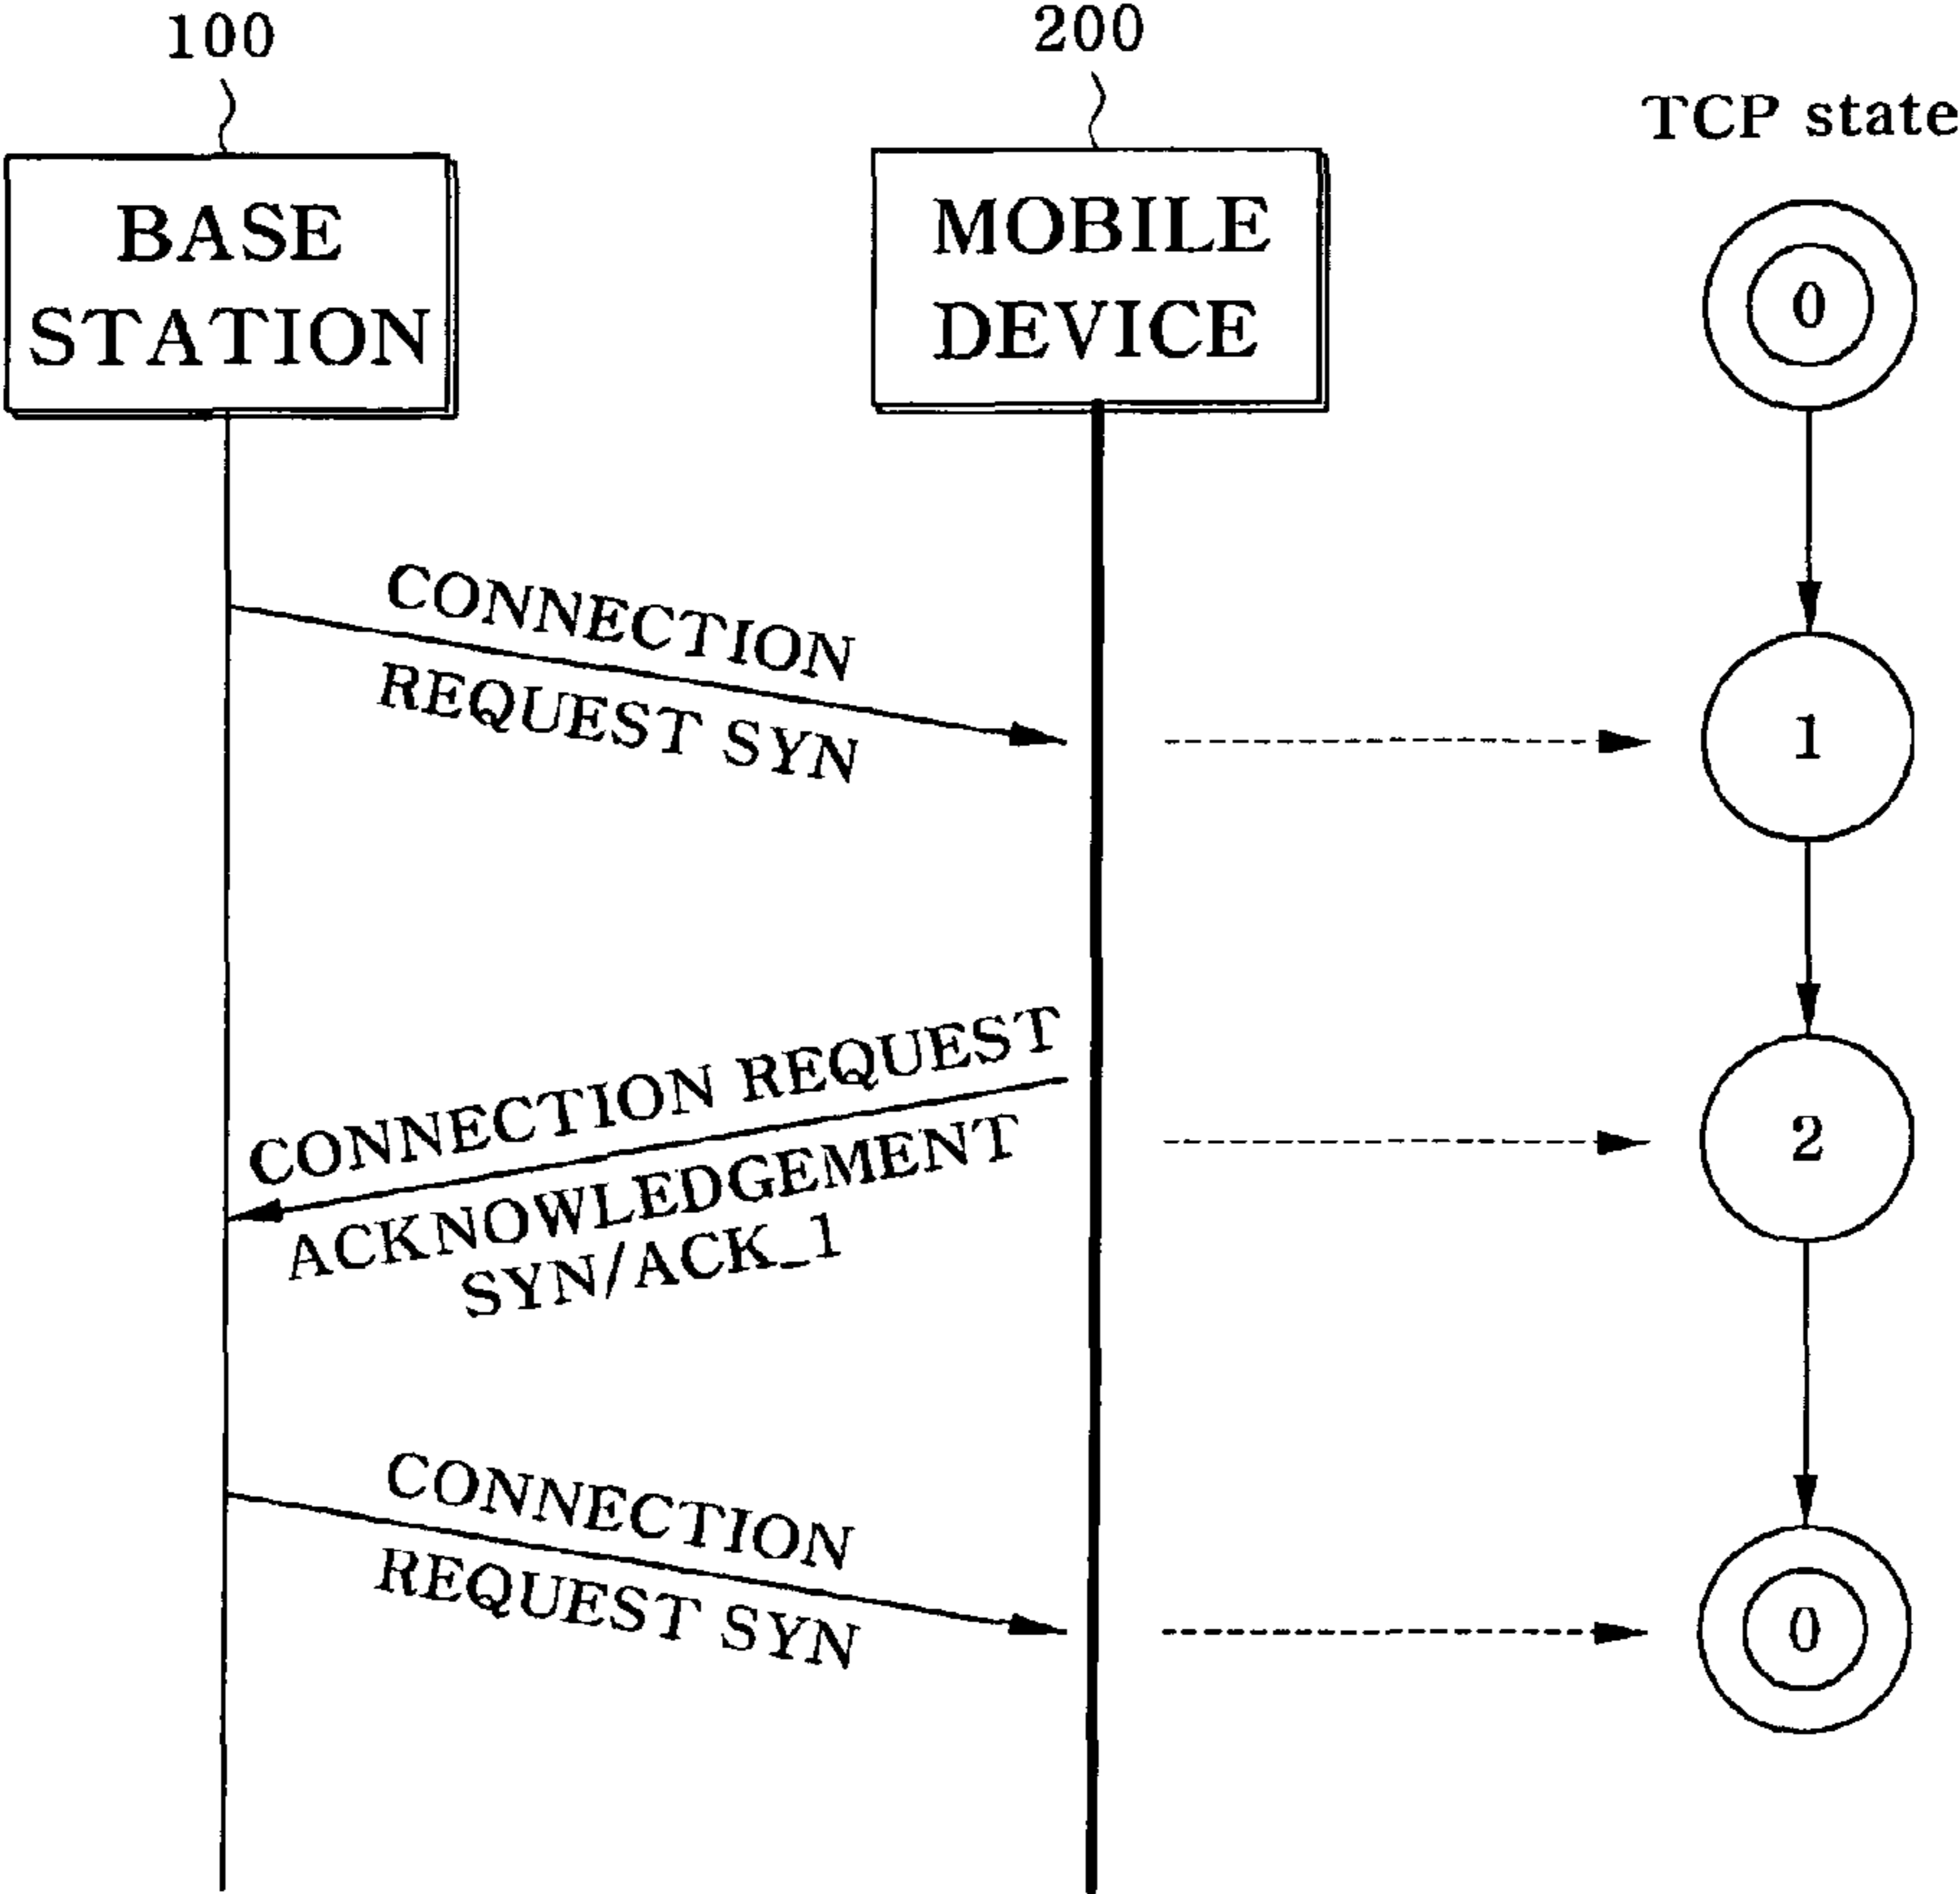 100
200
TCP state
BASE
STATION
MOBILE
DEVICE
0
CONNECTION
REQUEST SYN
1
CONNECTION REQUEST
ACKNOWLEDGEMENT
SYN/ACK_1
2
CONNECTION
REQUEST SYN
0